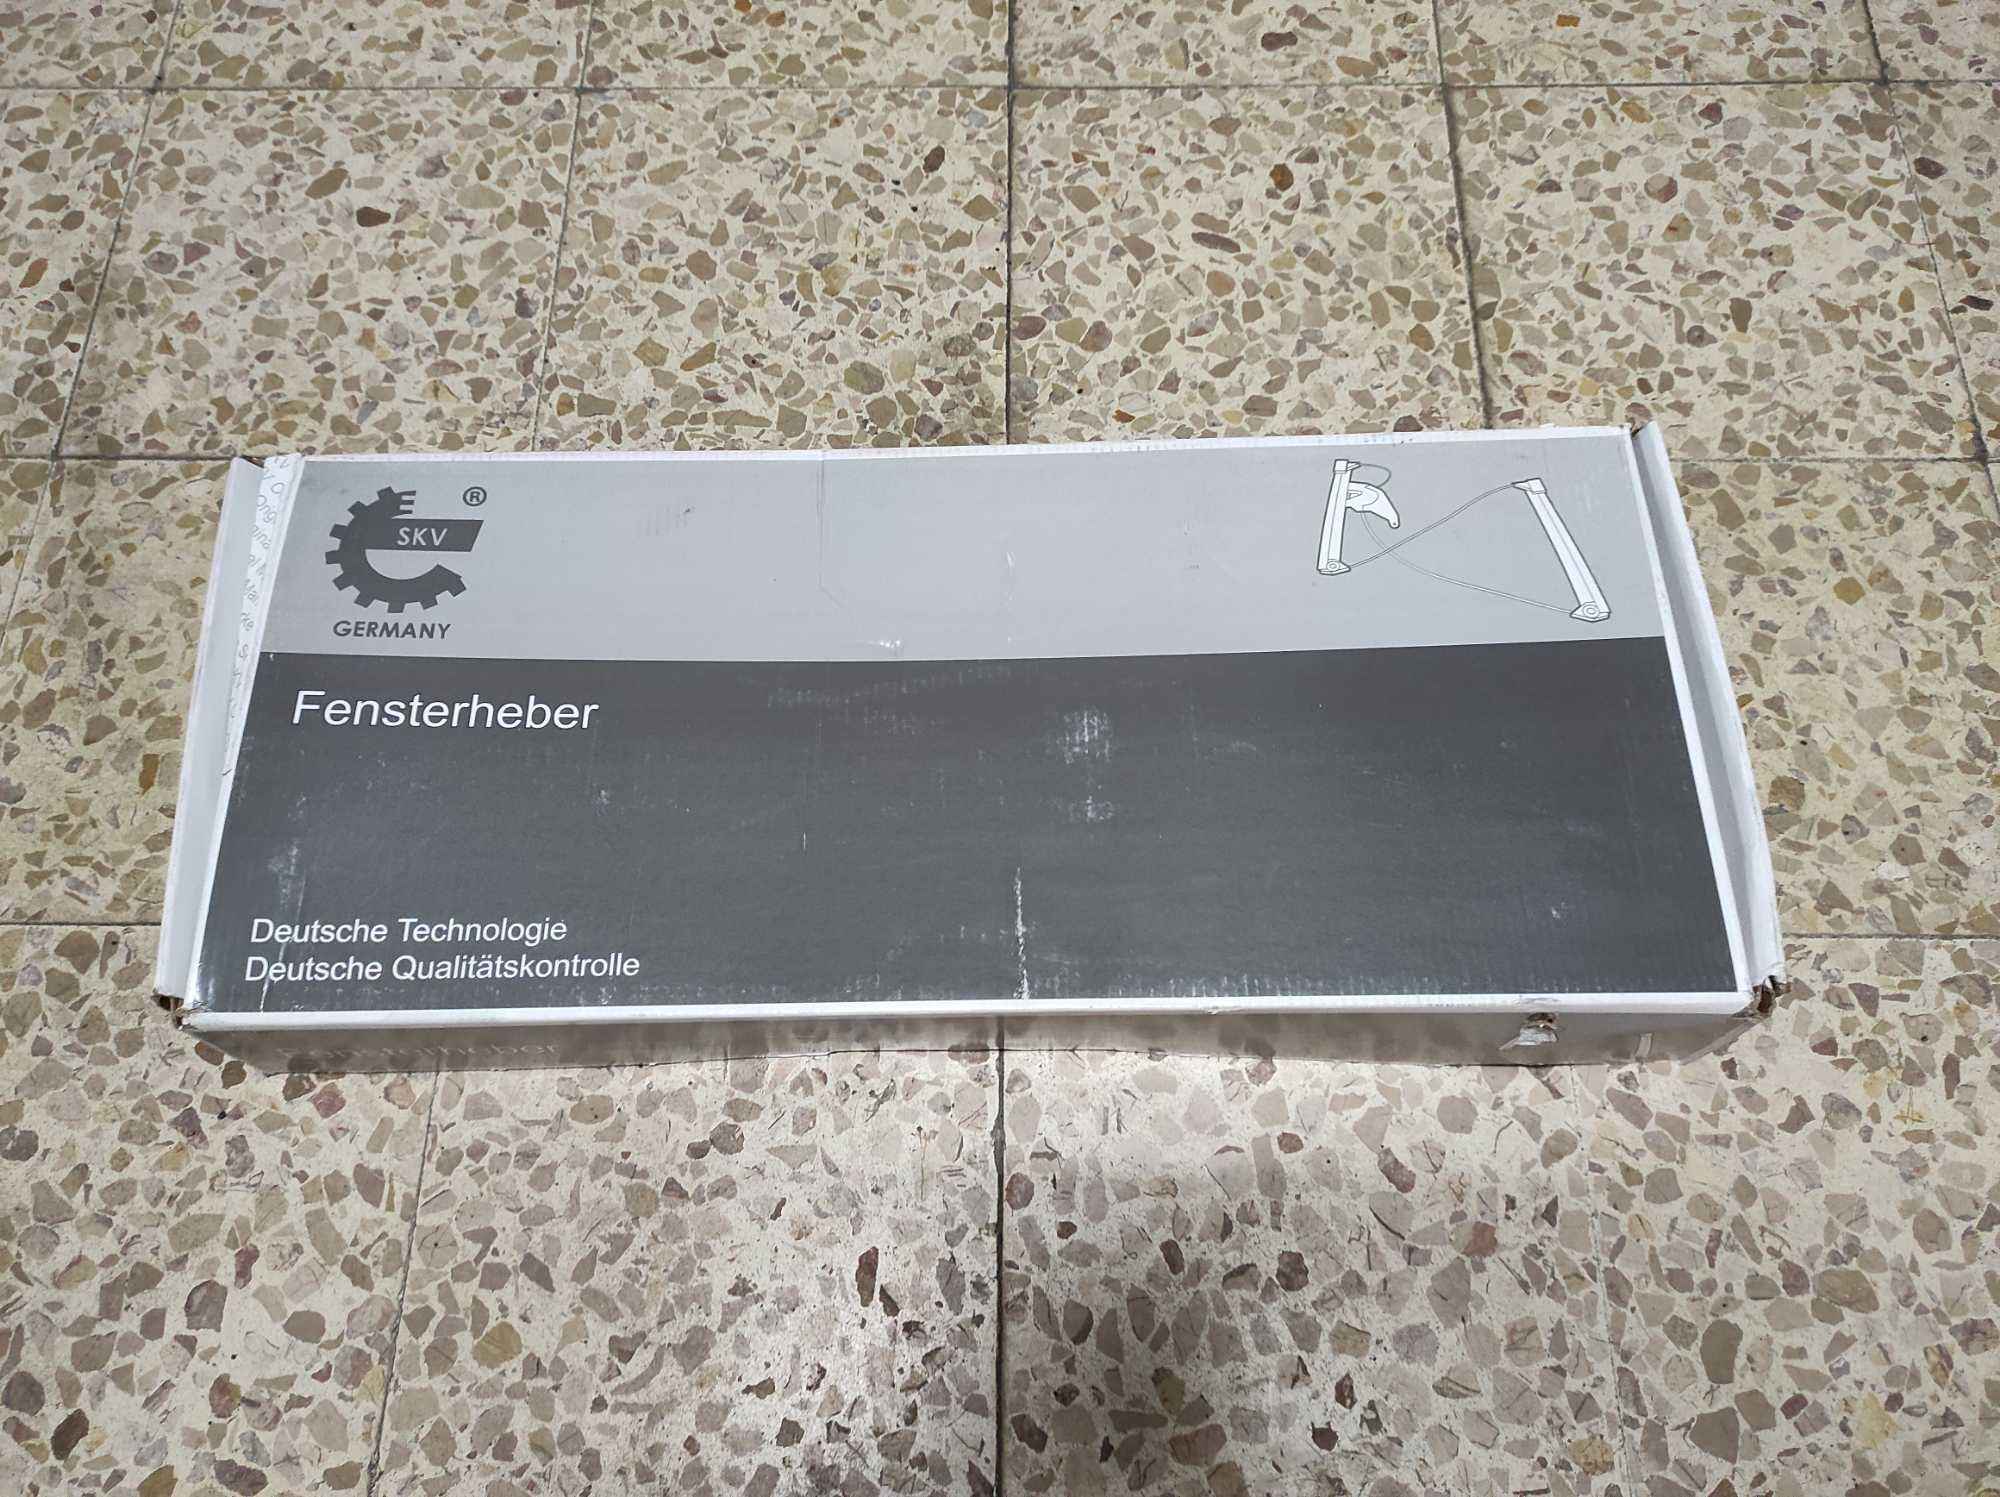 E
®
SKV
GERMANY
Fensterheber
Deutsche Technologie
Deutsche Qualitätskontrolle